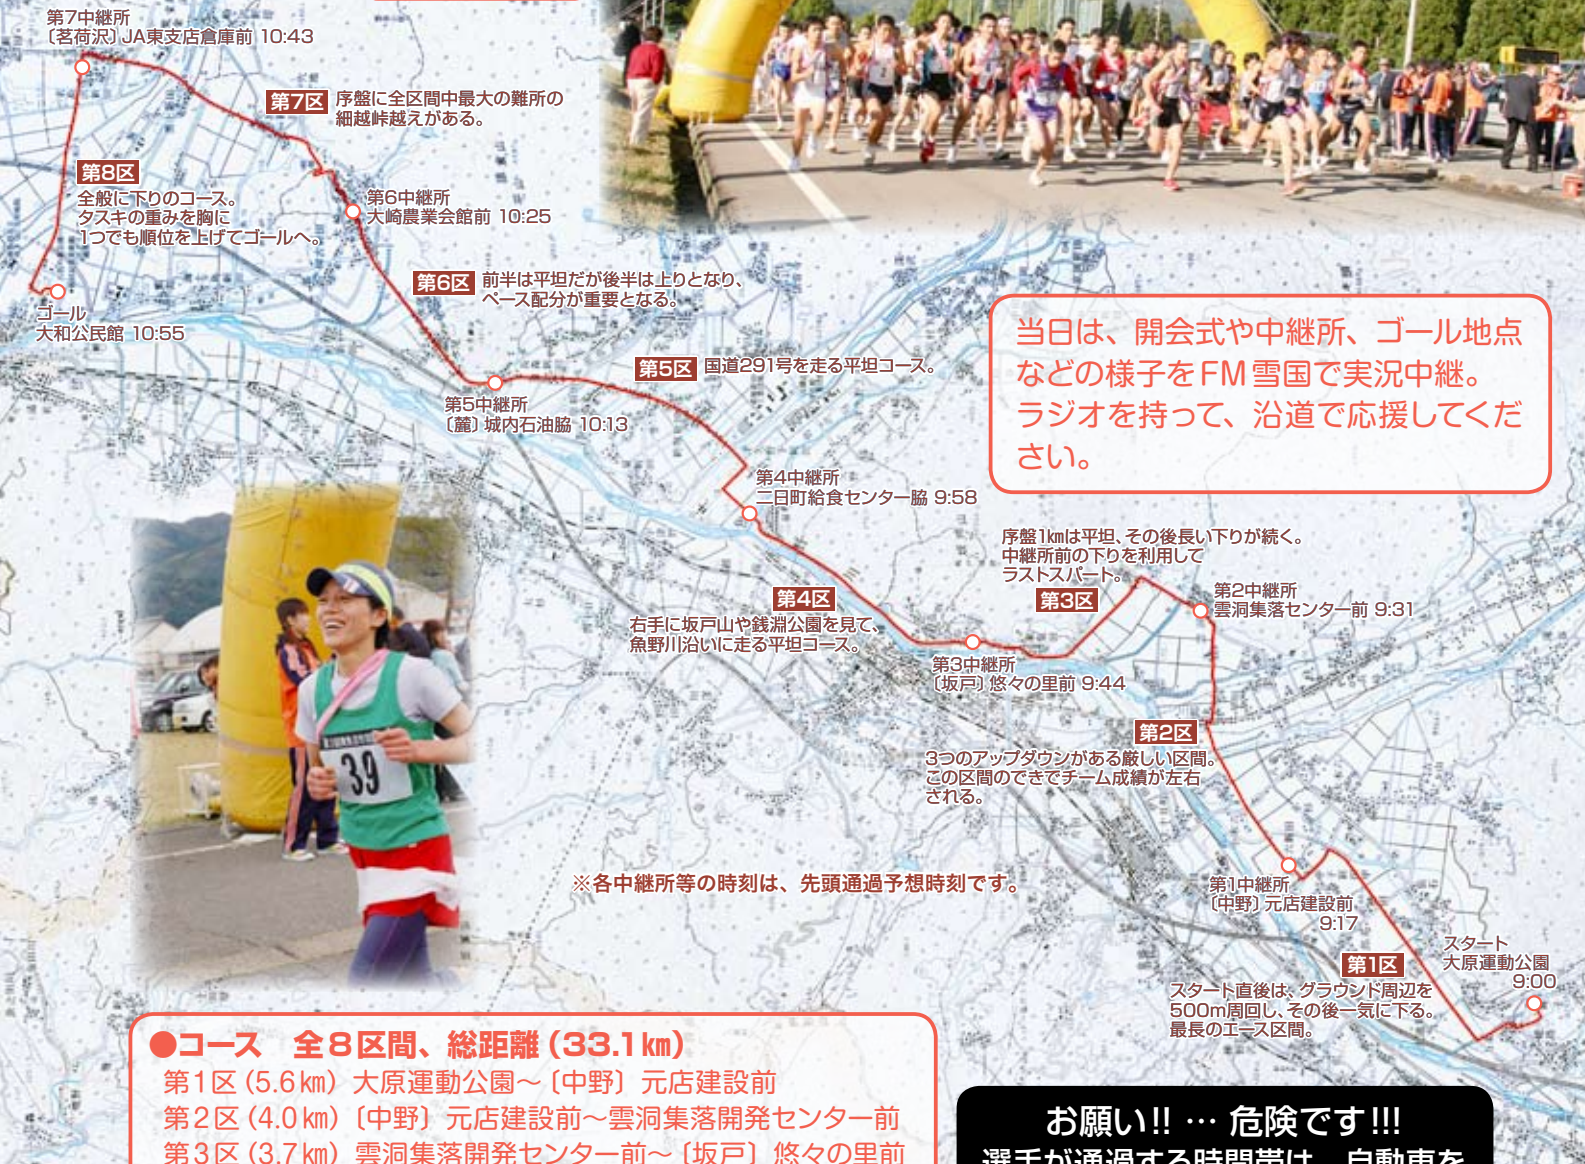 第7中継所
〔茗荷沢〕JA東支店倉庫前 10:43
第7区
序盤に全区間中最大の難所の
細越峠越えがある。
第8区
全般に下りのコース。
タスキの重みを胸に
1つでも順位を上げてゴールへ。
第6中継所
大崎農業会館前 10:25
第6区
前半は平坦だが後半は上りとなり、
ペース配分が重要となる。
ゴール
大和公民館 10:55
当日は、開会式や中継所、ゴール地点
などの様子をFM雪国で実況中継。
ラジオを持って、沿道で応援してくだ
さい。
第5区
国道291号を走る平坦コース。
第5中継所
〔麓〕城内石油脇 10:13
第4中継所
二日町給食センター脇 9:58
序盤1㎞は平坦、その後長い下りが続く。
中継所前の下りを利用して
ラストスパート。
第3区
第2中継所
雲洞集落センター前 9:31
第4区
右手に坂戸山や銭淵公園を見て、
魚野川沿いに走る平坦コース。
第3中継所
〔坂戸〕悠々の里前 9:44
第2区
3つのアップダウンがある厳しい区間。
この区間のできでチーム成績が左右
される。
39
※各中継所等の時刻は、先頭通過予想時刻です。
第1中継所
〔中野〕元店建設前
9:17
スタート
大原運動公園
9:00
第1区
スタート直後は、グラウンド周辺を
500m周回し、その後一気に下る。
最長のエース区間。
●コース　全8区間、総距離（33.1㎞）
第1区（5.6㎞）大原運動公園～〔中野〕元店建設前
第2区（4.0㎞）〔中野〕元店建設前～雲洞集落開発センター前
第3区（3.7㎞）雲洞集落開発センター前～〔坂戸〕悠々の里前
お願い!! … 危険です!!!
選手が通過する時間帯は、自動車を